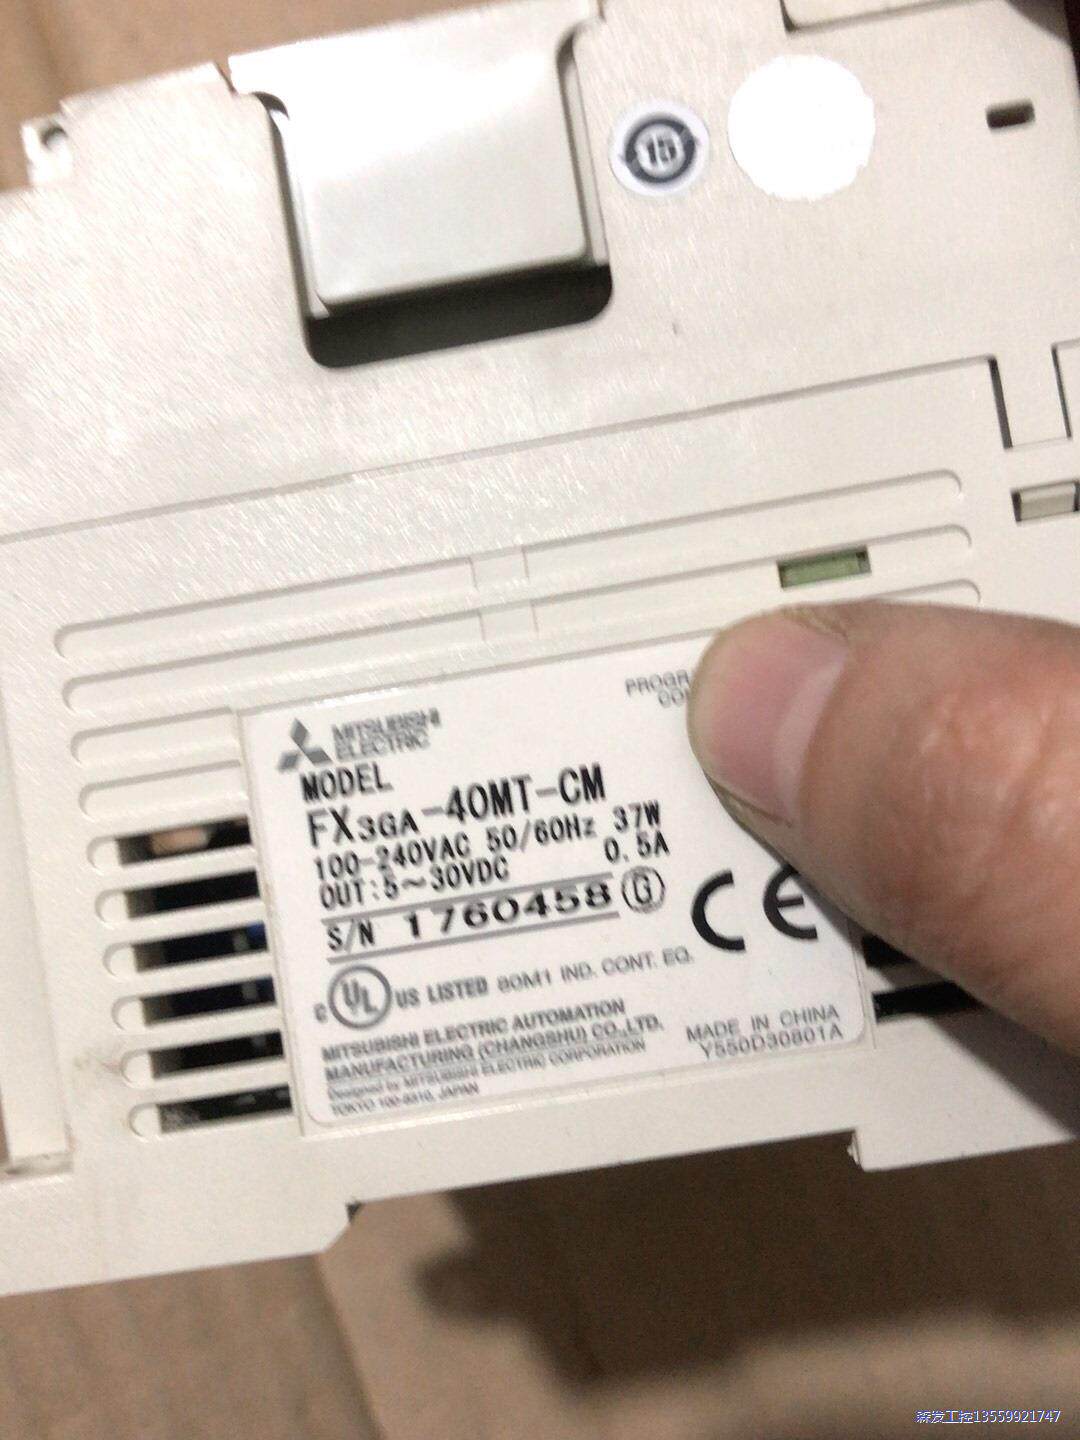 15
PROGR
CO
MITSUBISHI
ELECTRIC
MODEL
FX3GA-40MT-CM
100-240VAC 50/60Hz 37W
OUT:5~30VDC 0.5A
S/N 1760458 G
CE
C UL US LISTED 80M1 IND. CONT. EQ.
MITSUBISHI ELECTRIC AUTOMATION
MANUFACTURING (CHANGSHU) CO.,LTD.
Designed by MITSUBISHI ELECTRIC CORPORATION
TOKYO 100-8310, JAPAN
MADE IN CHINA
Y550D30801A
森发工控13559921747